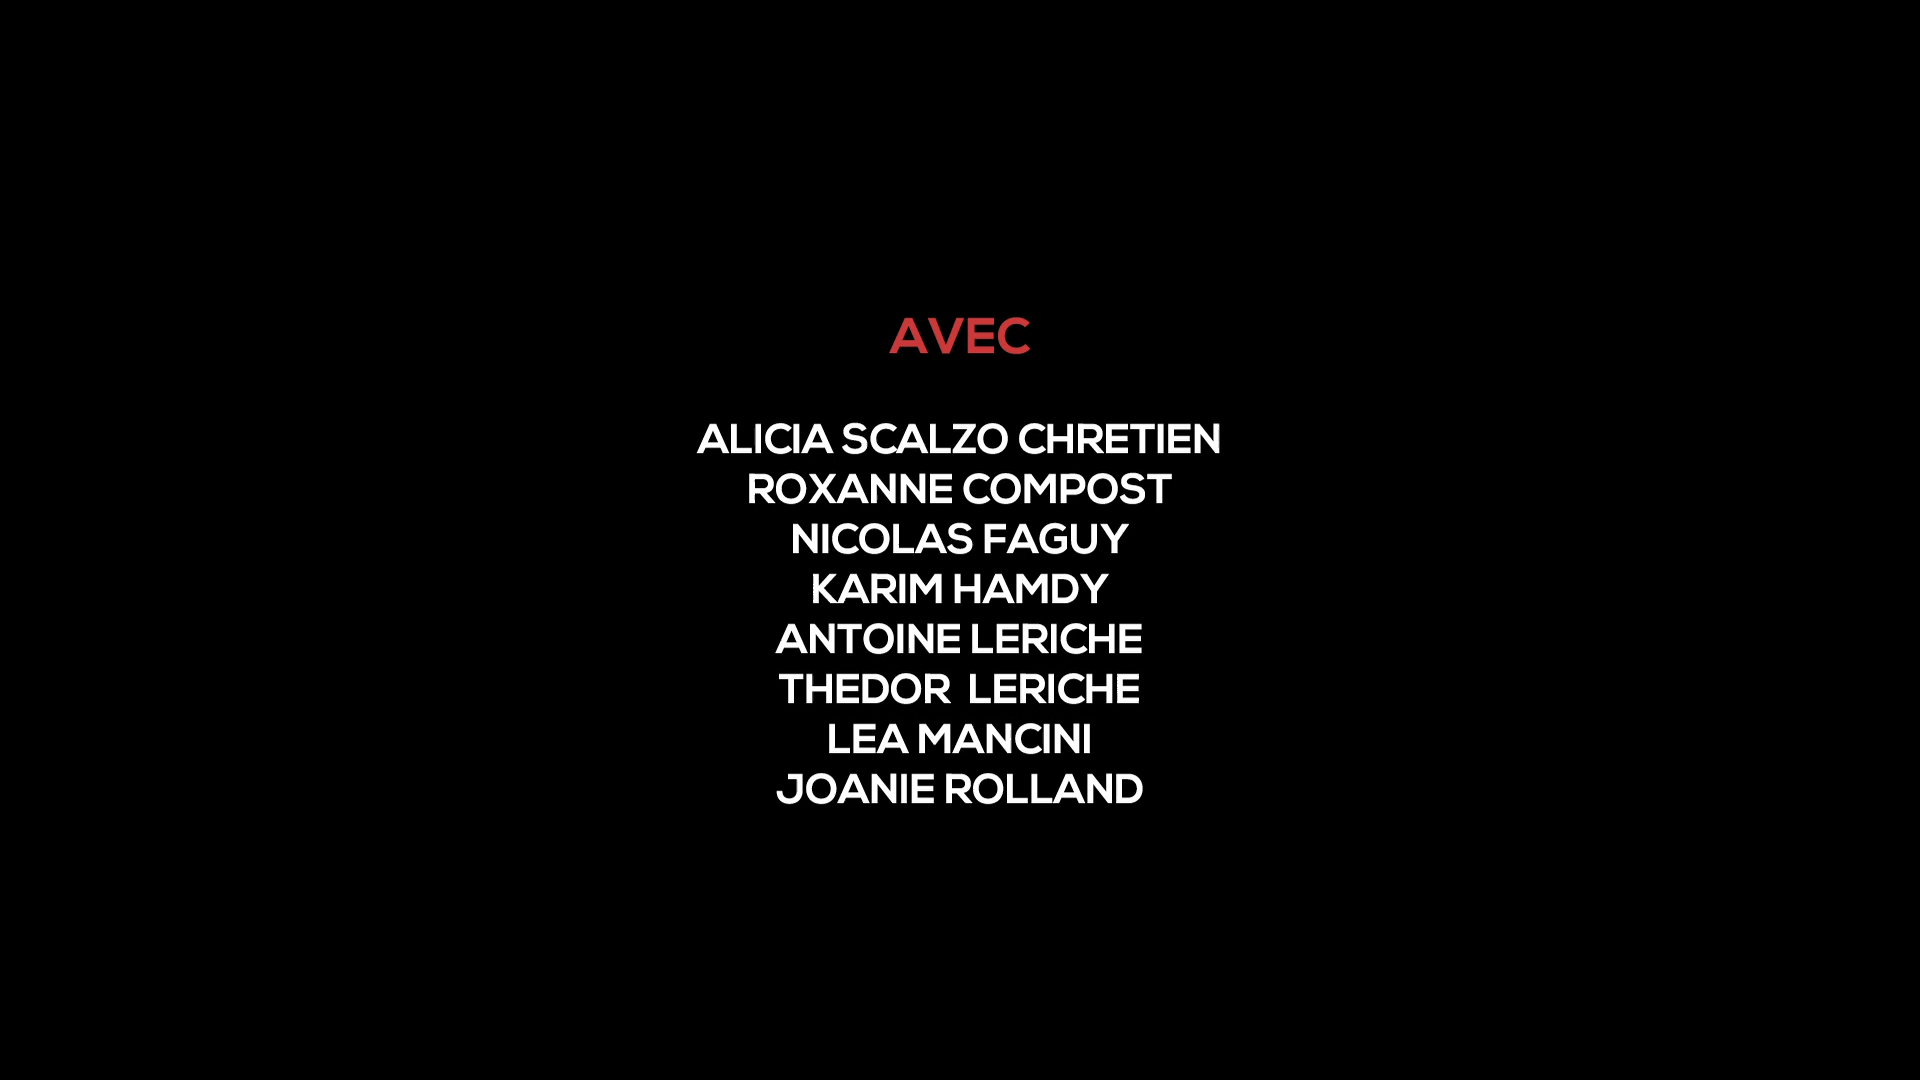 AVEC
ALICIA SCALZO CHRETIEN
ROXANNE COMPOST
NICOLAS FAGUY
KARIM HAMDY
ANTOINE LERICHE
THEDOR  LERICHE
LEA MANCINI
JOANIE ROLLAND